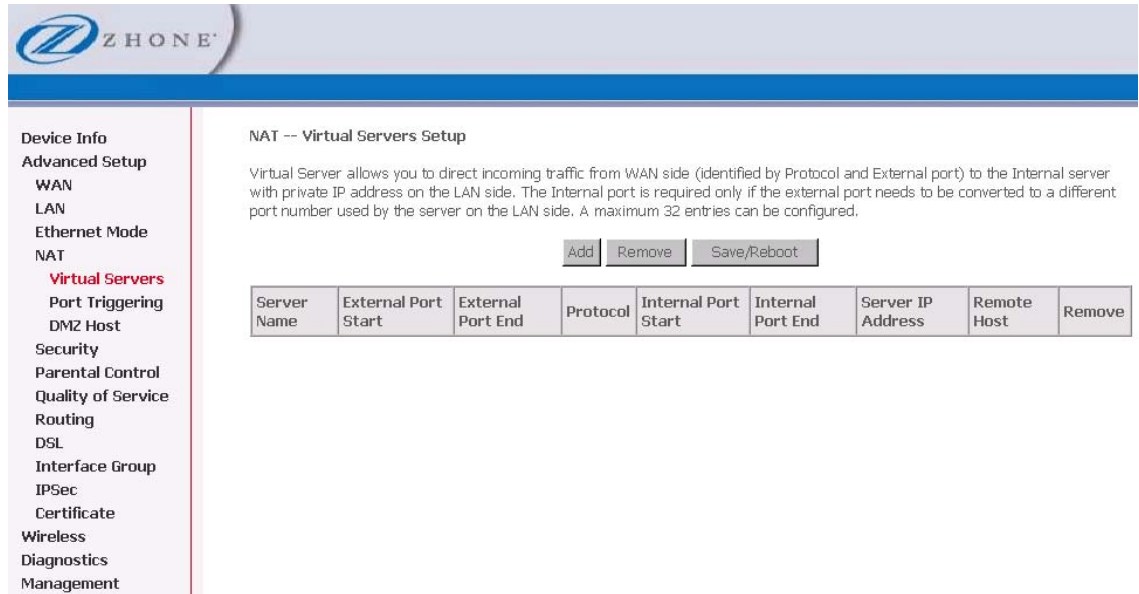 ZHONE
Device Info
Advanced Setup
WAN
LAN
Ethernet Mode
NAT
Virtual Servers
Port Triggering
DMZ Host
Security
Parental Control
Quality of Service
Routing
DSL
Interface Group
IPSec
Certificate
Wireless
Diagnostics
Management
NAT -- Virtual Servers Setup
Virtual Server allows you to direct incoming traffic from WAN side (identified by Protocol and External port) to the Internal server
with private IP address on the LAN side. The Internal port is required only if the external port needs to be converted to a different
port number used by the server on the LAN side. A maximum 32 entries can be configured.
Add Remove Save/Reboot
Server Name External Port Start External Port End Protocol Internal Port Start Internal Port End Server IP Address Remote Host Remove